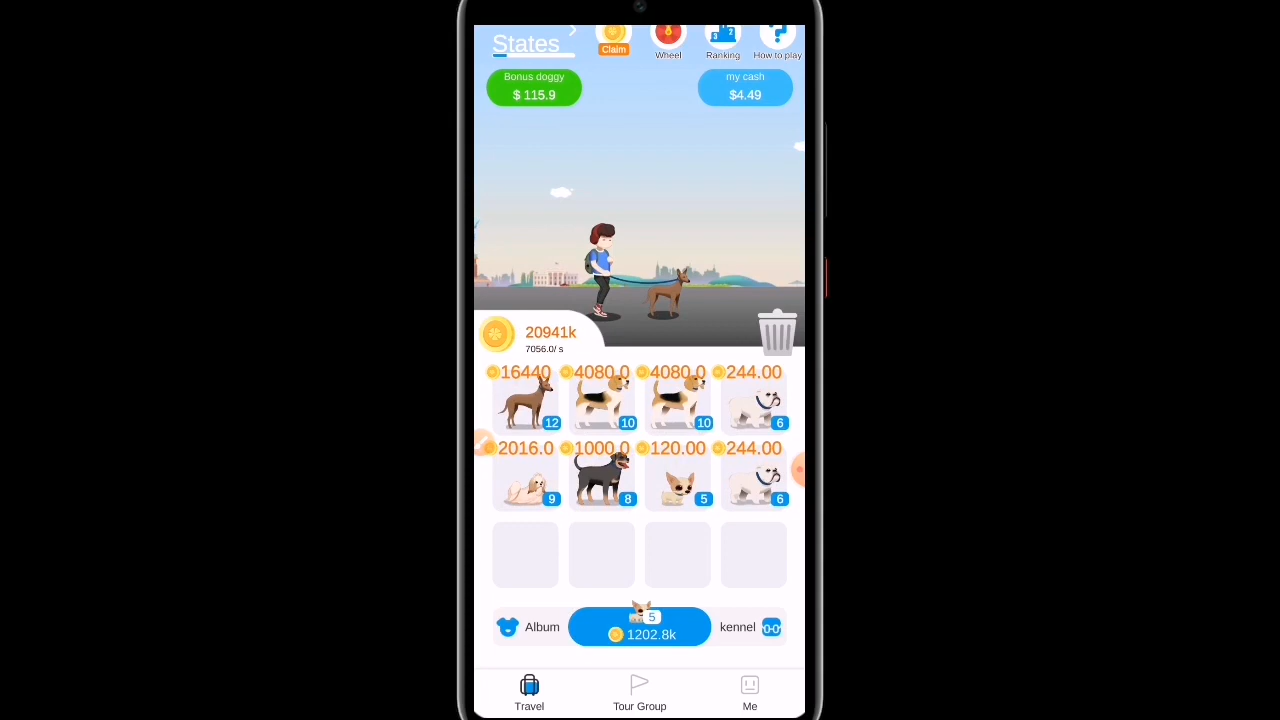 States
Claim
3 2
Wheel
Ranking
How to play
Bonus doggy
$ 115.9
my cash
$4.49
20941k
7056.0/ s
16440 4080.0 4080.0 244.00
12 10 10 6
2016.0 1000.0 120.00 244.00
9 8 5 6
5
Album
1202.8k
kennel
Travel
Tour Group
Me